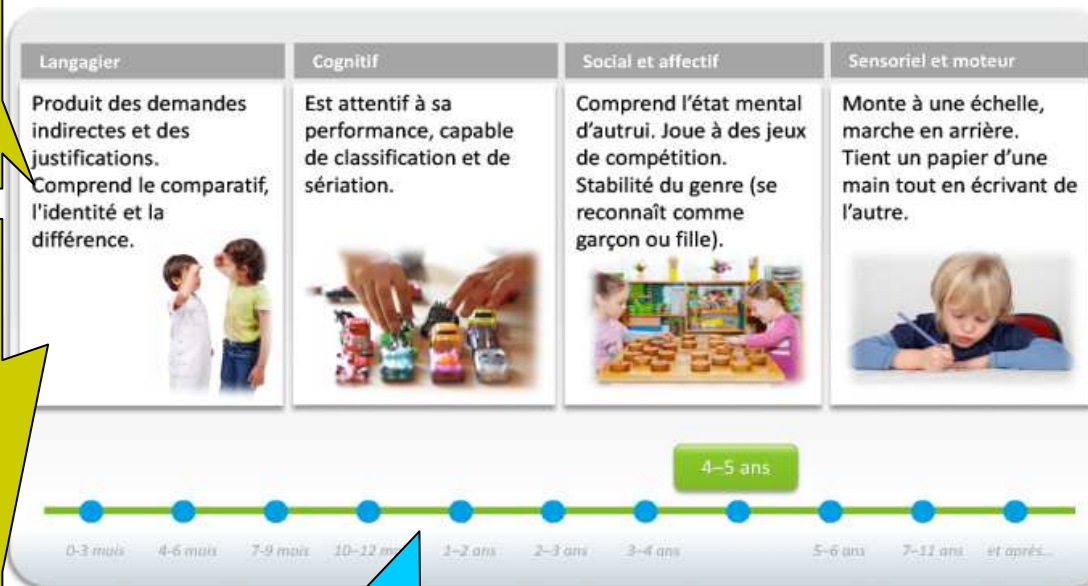 Langagier
Produit des demandes
indirectes et des
justifications.
Comprend le comparatif,
l'identité et la
différence.
Cognitif
Est attentif à sa
performance, capable
de classification et de
sériation.
Social et affectif
Comprend l'état mental
d'autrui. Joue à des jeux
de compétition.
Stabilité du genre (se
reconnaît comme
garçon ou fille).
Sensoriel et moteur
Monte à une échelle,
marche en arrière.
Tient un papier d'une
main tout en écrivant de
l'autre.
4–5 ans
0-3 mois 4-6 mois 7-9 mois 10–12 1–2 ans 2–3 ans 3–4 ans 5–6 ans 7–11 ans et après...